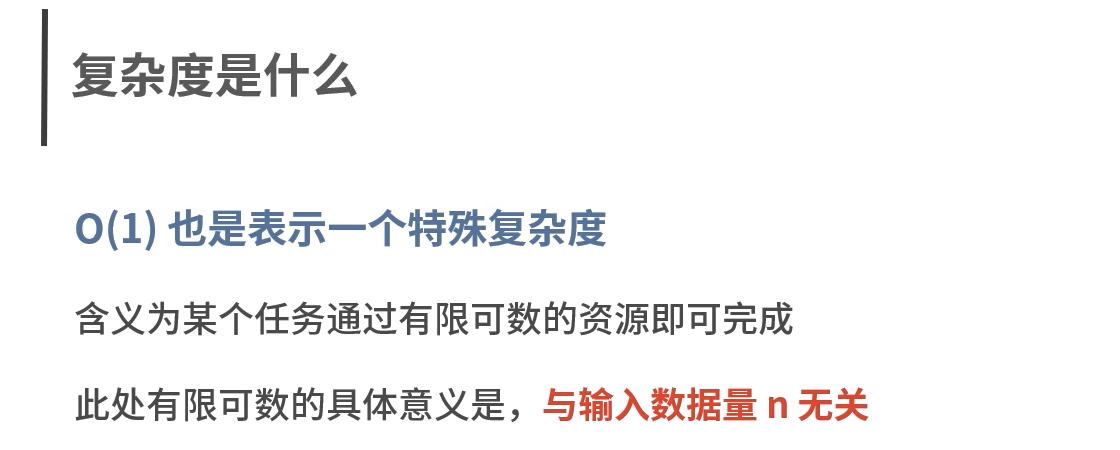 复杂度是什么
O(1) 也是表示一个特殊复杂度
含义为某个任务通过有限可数的资源即可完成
此处有限可数的具体意义是，与输入数据量 n 无关